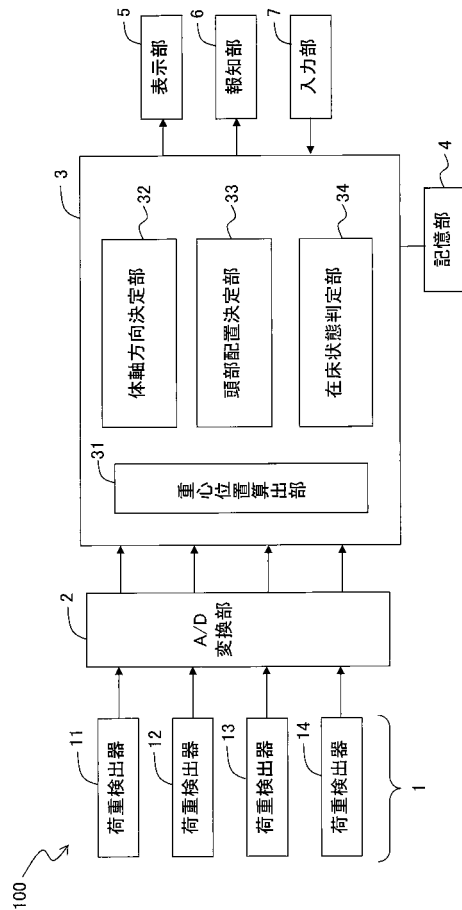 100
荷重検出器
11
荷重検出器
12
荷重検出器
13
荷重検出器
14
1
A/D
変換部
2
3
重心位置算出部
31
体軸方向決定部
32
頭部配置決定部
33
在床状態判定部
34
記憶部
4
表示部
5
報知部
6
入力部
7